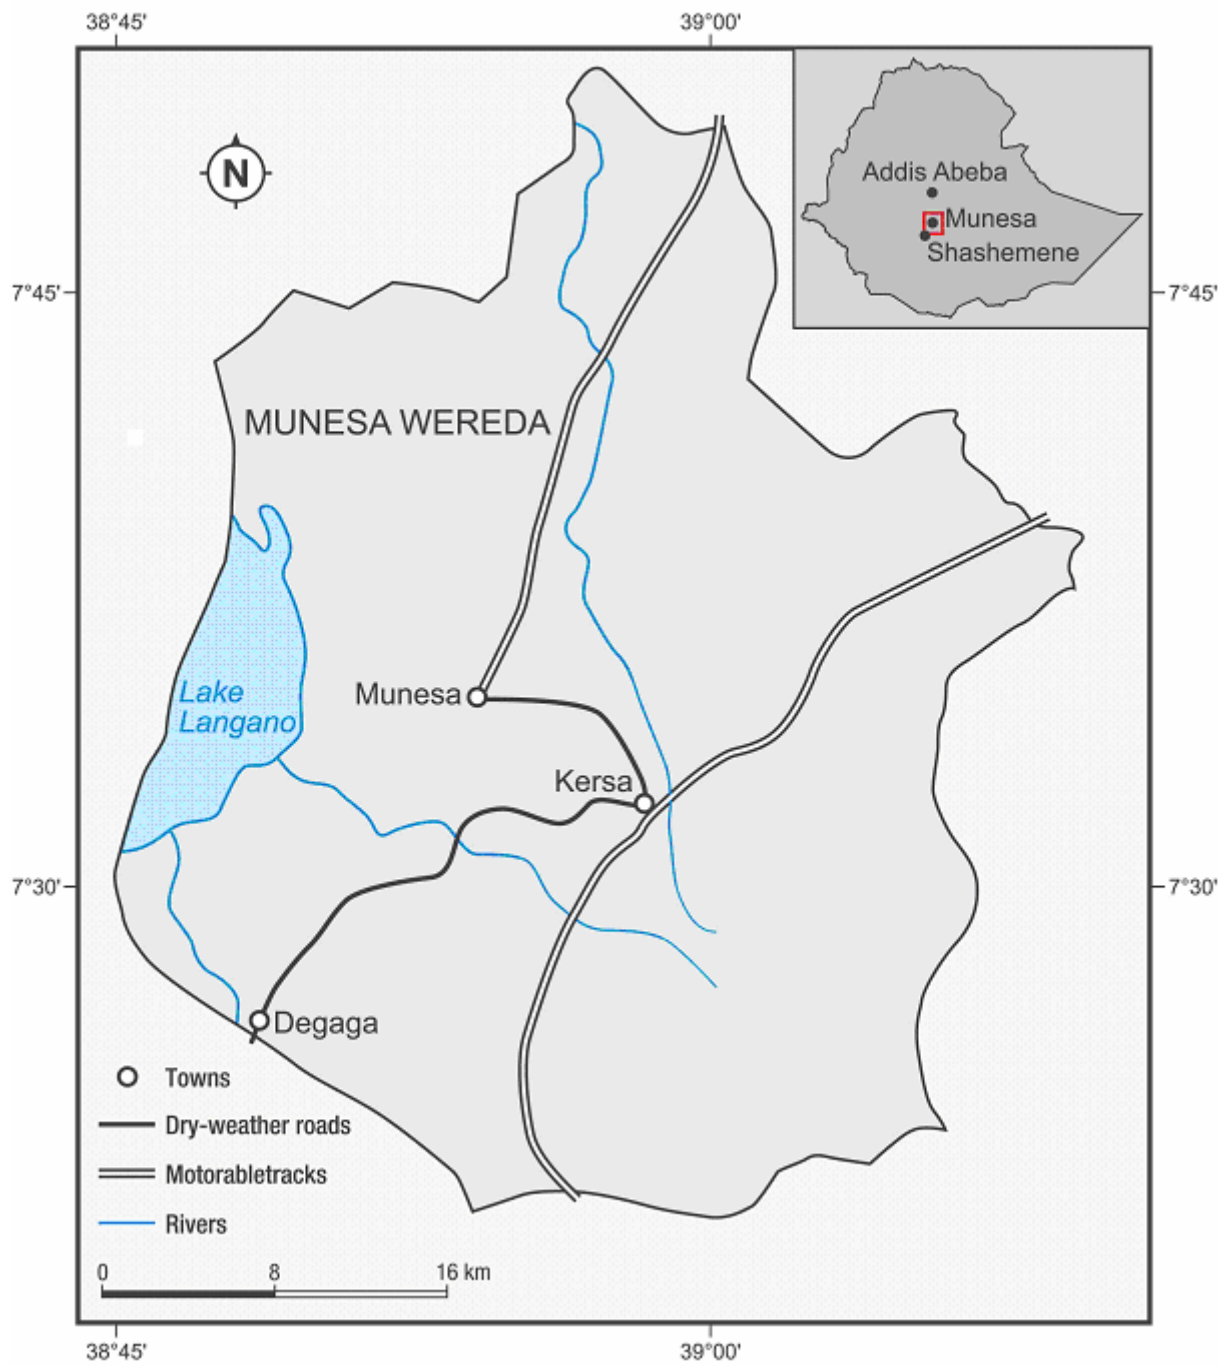 38°45'
39°00'
N
Addis Abeba
Munesa
Shashemene
7°45'
7°45'
MUNESA WEREDA
Lake
Langano
Munesa
Kersa
7°30'
7°30'
Degaga
Towns
Dry-weather roads
Motorabletracks
Rivers
0 8 16 km
38°45'
39°00'